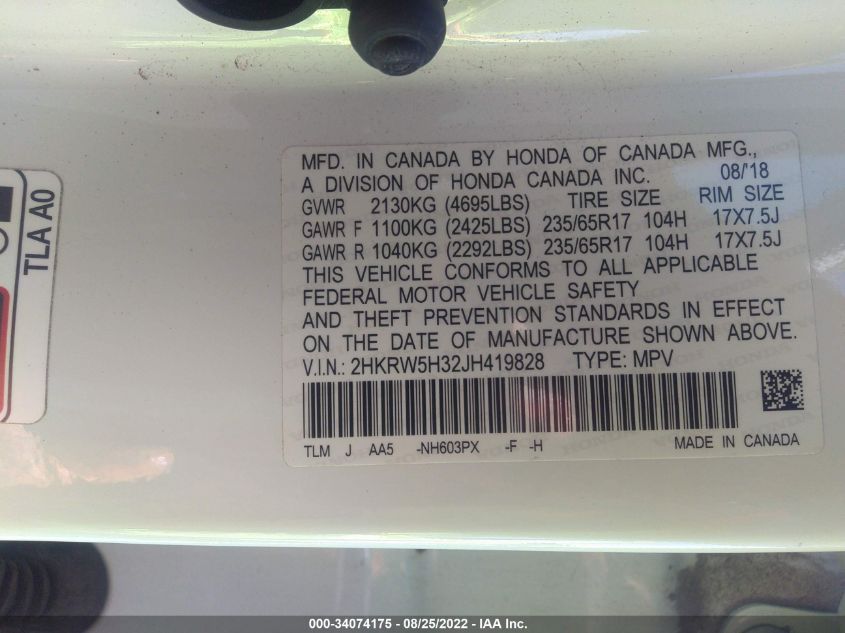 MFD. IN CANADA BY HONDA OF CANADA MFG.,
A DIVISION OF HONDA CANADA INC. 08/'18
GVWR 2130KG (4695LBS) TIRE SIZE RIM SIZE
GAWR F 1100KG (2425LBS) 235/65R17 104H 17X7.5J
GAWR R 1040KG (2292LBS) 235/65R17 104H 17X7.5J
THIS VEHICLE CONFORMS TO ALL APPLICABLE
FEDERAL MOTOR VEHICLE SAFETY
AND THEFT PREVENTION STANDARDS IN EFFECT
ON THE DATE OF MANUFACTURE SHOWN ABOVE.
V.I.N.: 2HKRW5H32JH419828 TYPE: MPV
TLM J AA5 -NH603PX -F -H MADE IN CANADA
TLA A0
000-34074175 - 08/25/2022 - IAA Inc.